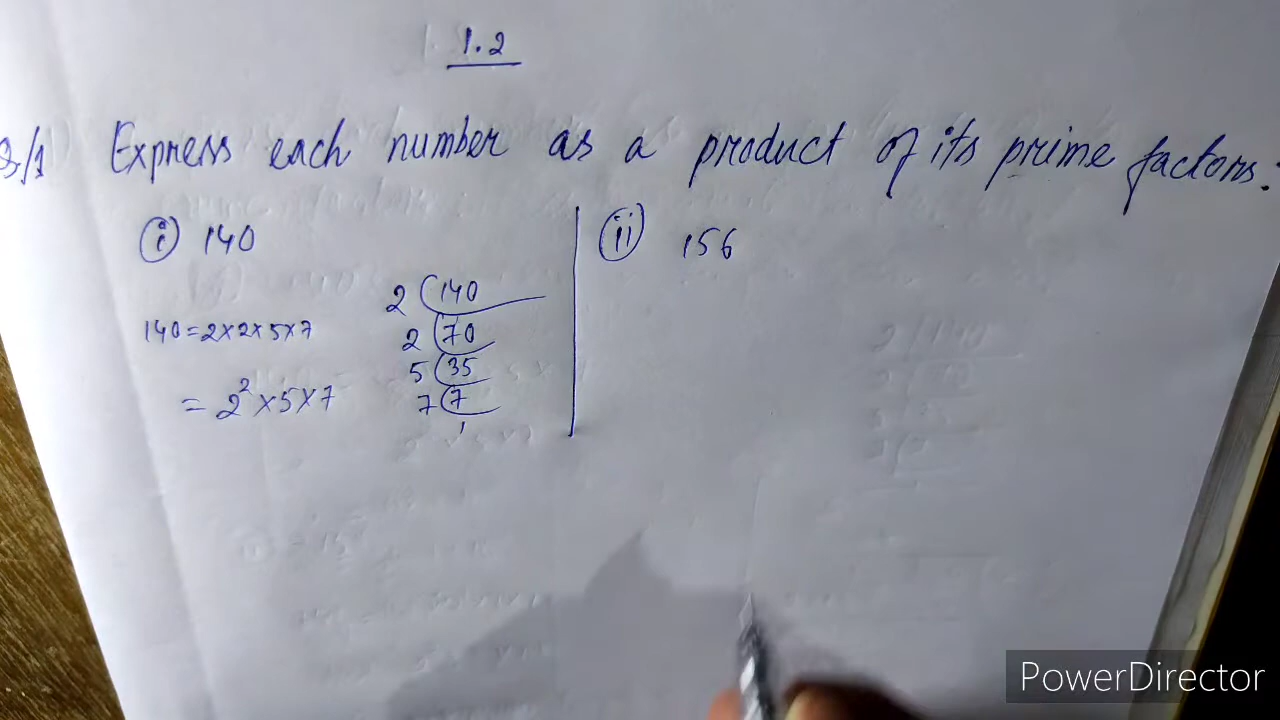 1.2
Q/1 Express each number as a product of its prime factors:
(i) 140
140=2×2×5×7
= 2²×5×7
2 140
2 70
5 35
7 7
1
(ii) 156
PowerDirector